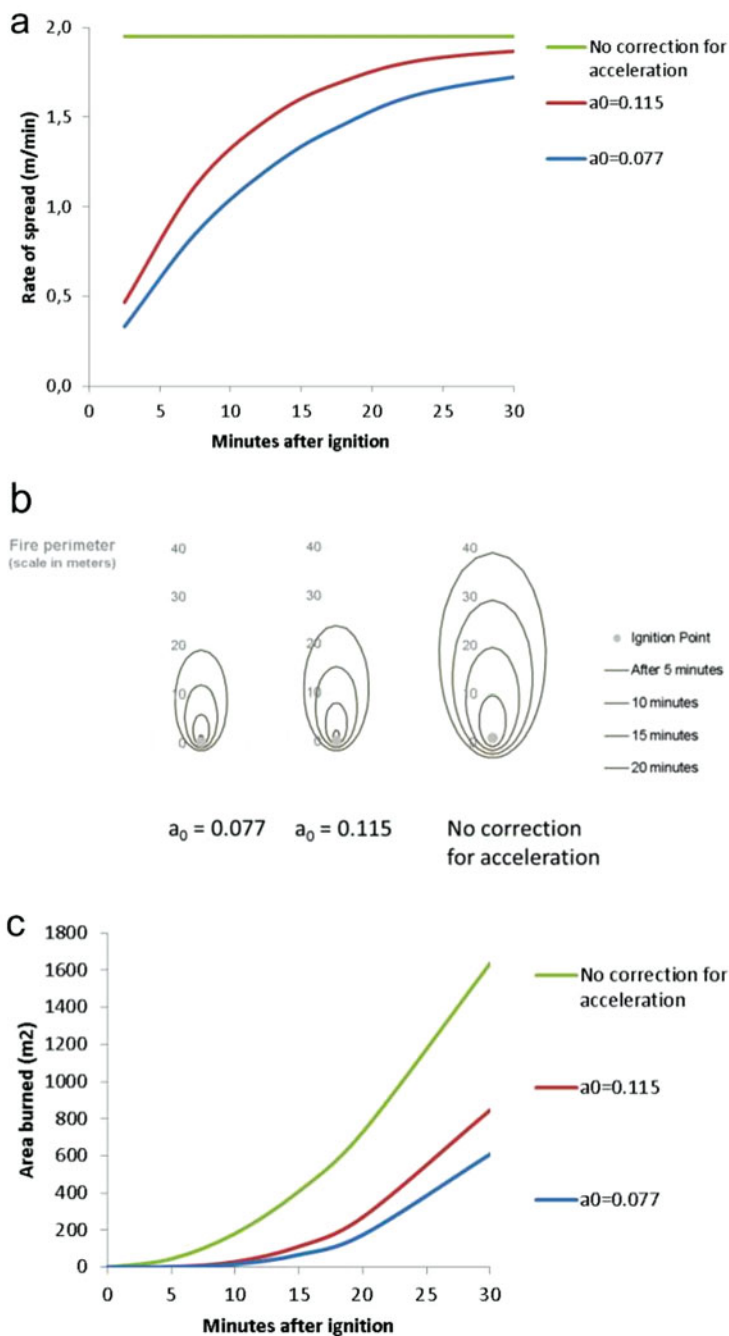 a
2,0
1,5
1,0
0,5
0,0
Rate of spread (m/min)
0 5 10 15 20 25 30
Minutes after ignition
No correction for
acceleration
a0=0.115
a0=0.077
b
Fire perimeter
(scale in meters)
40 40 40
30 30 30
20 20 20
10 10 10
0 0 0
Ignition Point
After 5 minutes
10 minutes
15 minutes
20 minutes
a₀ = 0.077 a₀ = 0.115 No correction
for acceleration
c
1800
1600
1400
1200
1000
800
600
400
200
0
Area burned (m2)
0 5 10 15 20 25 30
Minutes after ignition
No correction for
acceleration
a0=0.115
a0=0.077